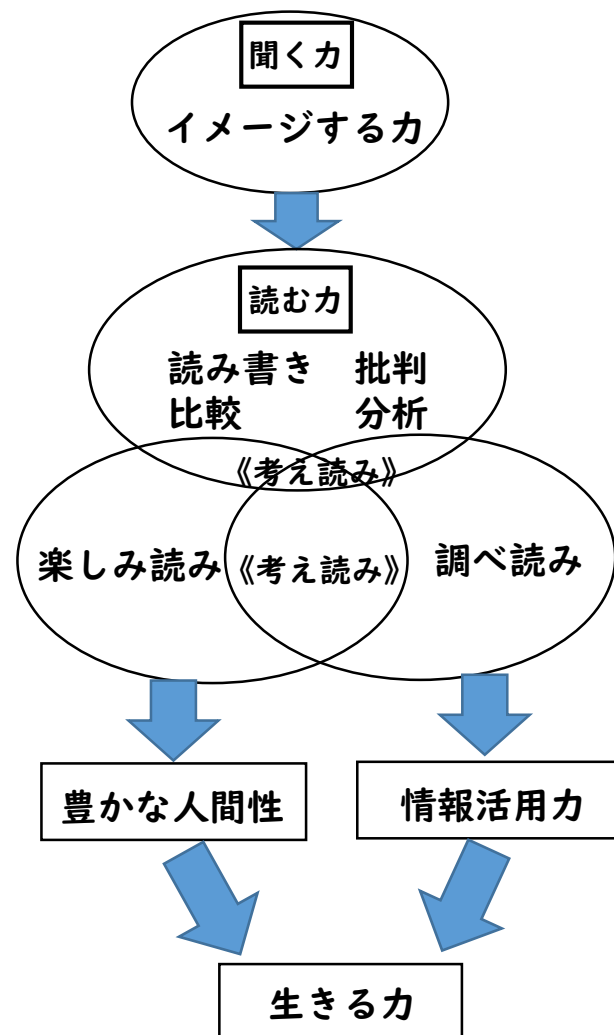 聞く力
イメージする力
読む力
読み書き 批判
比較 分析
《考え読み》
楽しみ読み 《考え読み》 調べ読み
豊かな人間性 情報活用力
生きる力